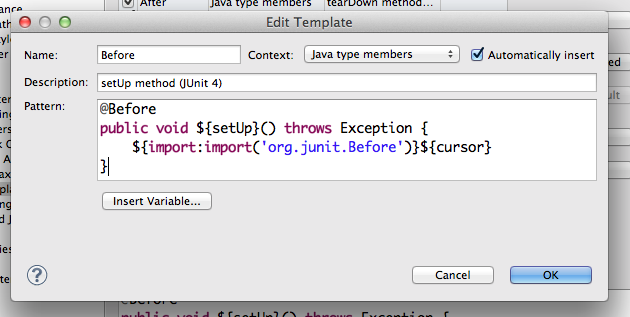 After Java type members tearDown method...
Edit Template
Name: Before Context: Java type members Automatically insert
Description: setUp method (JUnit 4)
Pattern: @Before
public void ${setUp}() throws Exception {
${import:import('org.junit.Before')}${cursor}
}
Insert Variable...
? Cancel OK
@Before
public void ${setUp}() throws Exception {